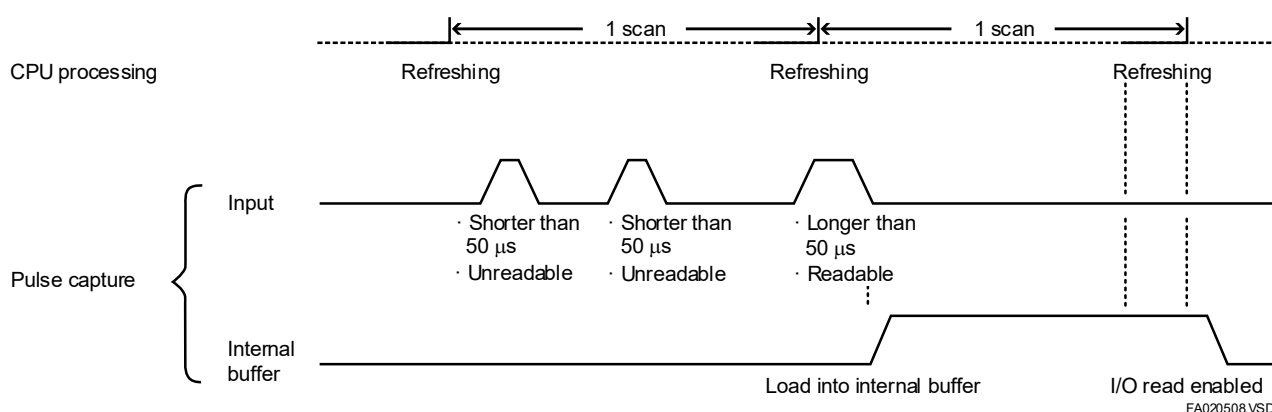 1 scan 1 scan
CPU processing Refreshing Refreshing Refreshing
Input
· Shorter than
50 µs
· Unreadable
· Shorter than
50 µs
· Unreadable
· Longer than
50 µs
· Readable
Pulse capture
Internal
buffer
Load into internal buffer I/O read enabled
FA020508.VSD